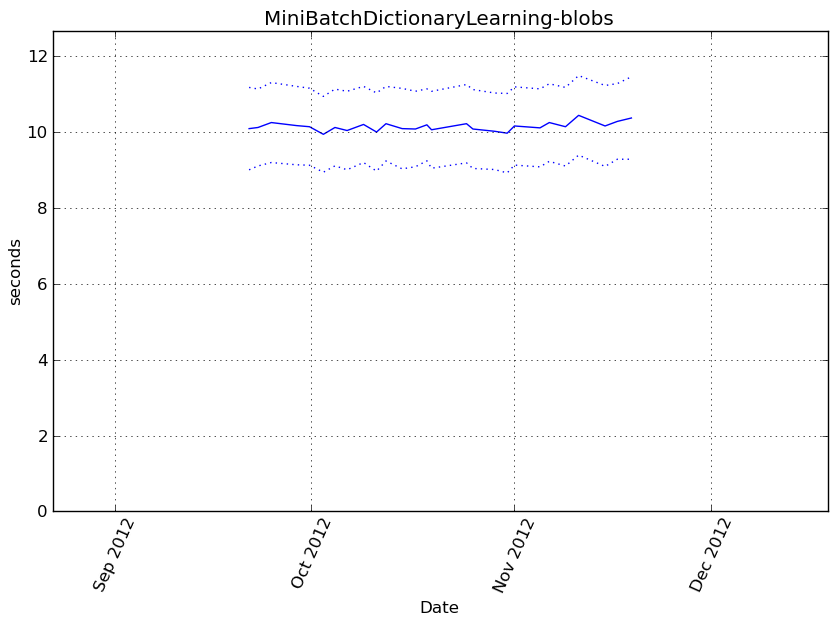 MiniBatchDictionaryLearning-blobs
12
10
8
6
4
2
0
seconds
Sep 2012
Oct 2012
Nov 2012
Dec 2012
Date